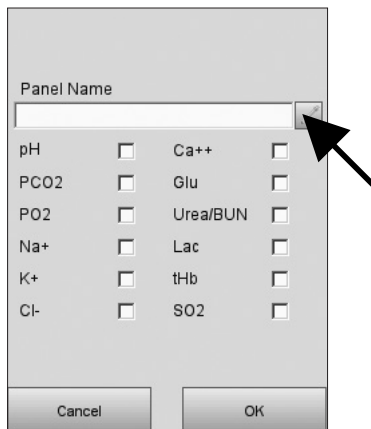 Panel Name
pH Ca++
PCO2 Glu
PO2 Urea/BUN
Na+ Lac
K+ tHb
Cl- SO2
Cancel OK